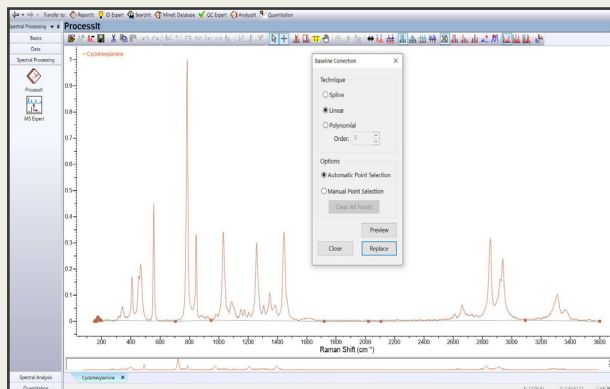 Transfer to: ReportIt ID Expert SearchIt MineIt Database QC Expert AnalyzeIt Quantitation
Spectral Processing
ProcessIt
Basics
Data
Spectral Processing
ProcessIt
MS Expert
Spectral Analysis
Quantitation
Cyclohexylamine
1
0.9
0.8
0.7
0.6
0.5
0.4
0.3
0.2
0.1
0
200 400 600 800 1000 1200 1400 1600 1800 2000 2200 2400 2600 2800 3000 3200 3400 3600
Raman Shift (cm⁻¹)
Baseline Correction
Technique
Spline
Linear
Polynomial
Order: 5
Options
Automatic Point Selection
Manual Point Selection
Clear All Points
Preview
Close Replace
Cyclohexylamine